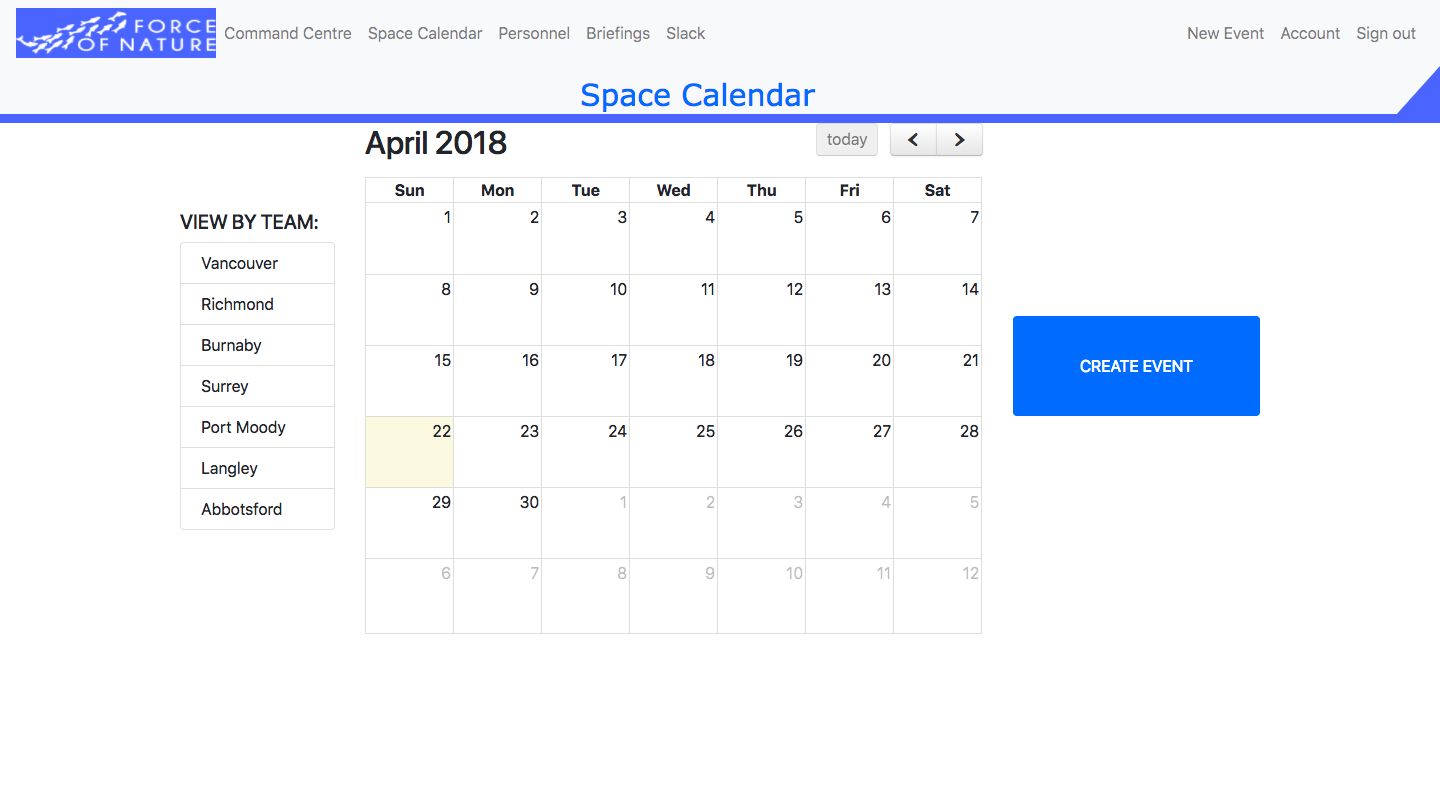 FORCE
OF NATURE
Command Centre Space Calendar Personnel Briefings Slack New Event Account Sign out
Space Calendar
April 2018 today
VIEW BY TEAM:
Vancouver
Richmond
Burnaby
Surrey
Port Moody
Langley
Abbotsford
Sun Mon Tue Wed Thu Fri Sat
1 2 3 4 5 6 7
8 9 10 11 12 13 14
15 16 17 18 19 20 21
22 23 24 25 26 27 28
29 30 1 2 3 4 5
6 7 8 9 10 11 12
CREATE EVENT